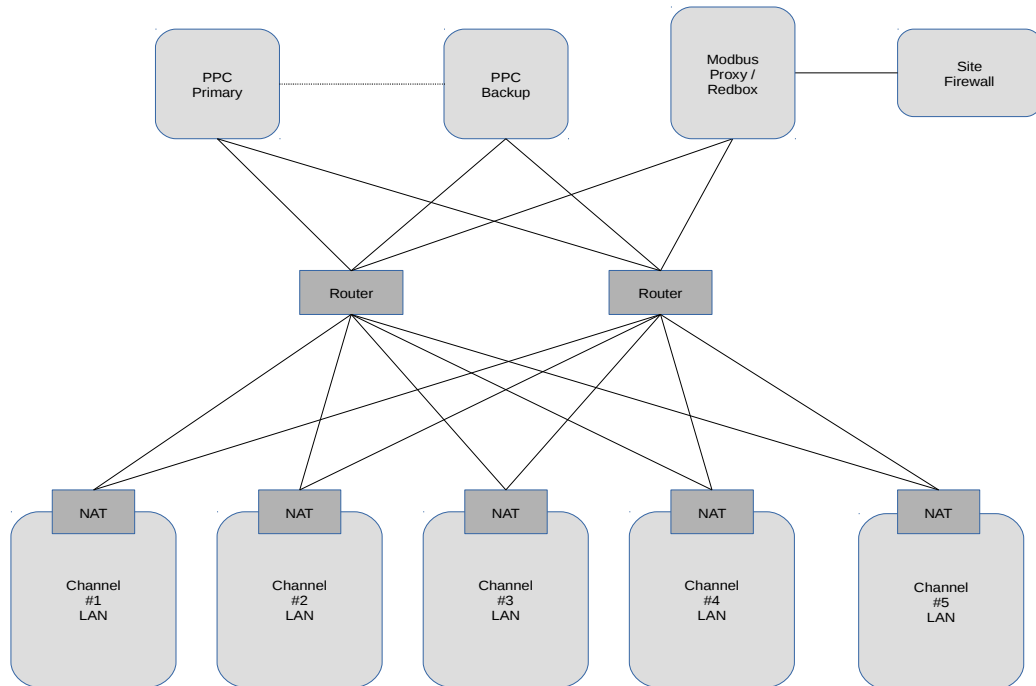 PPC
Primary
PPC
Backup
Modbus
Proxy /
Redbox
Site
Firewall
Router
Router
NAT
NAT
NAT
NAT
NAT
Channel
#1
LAN
Channel
#2
LAN
Channel
#3
LAN
Channel
#4
LAN
Channel
#5
LAN